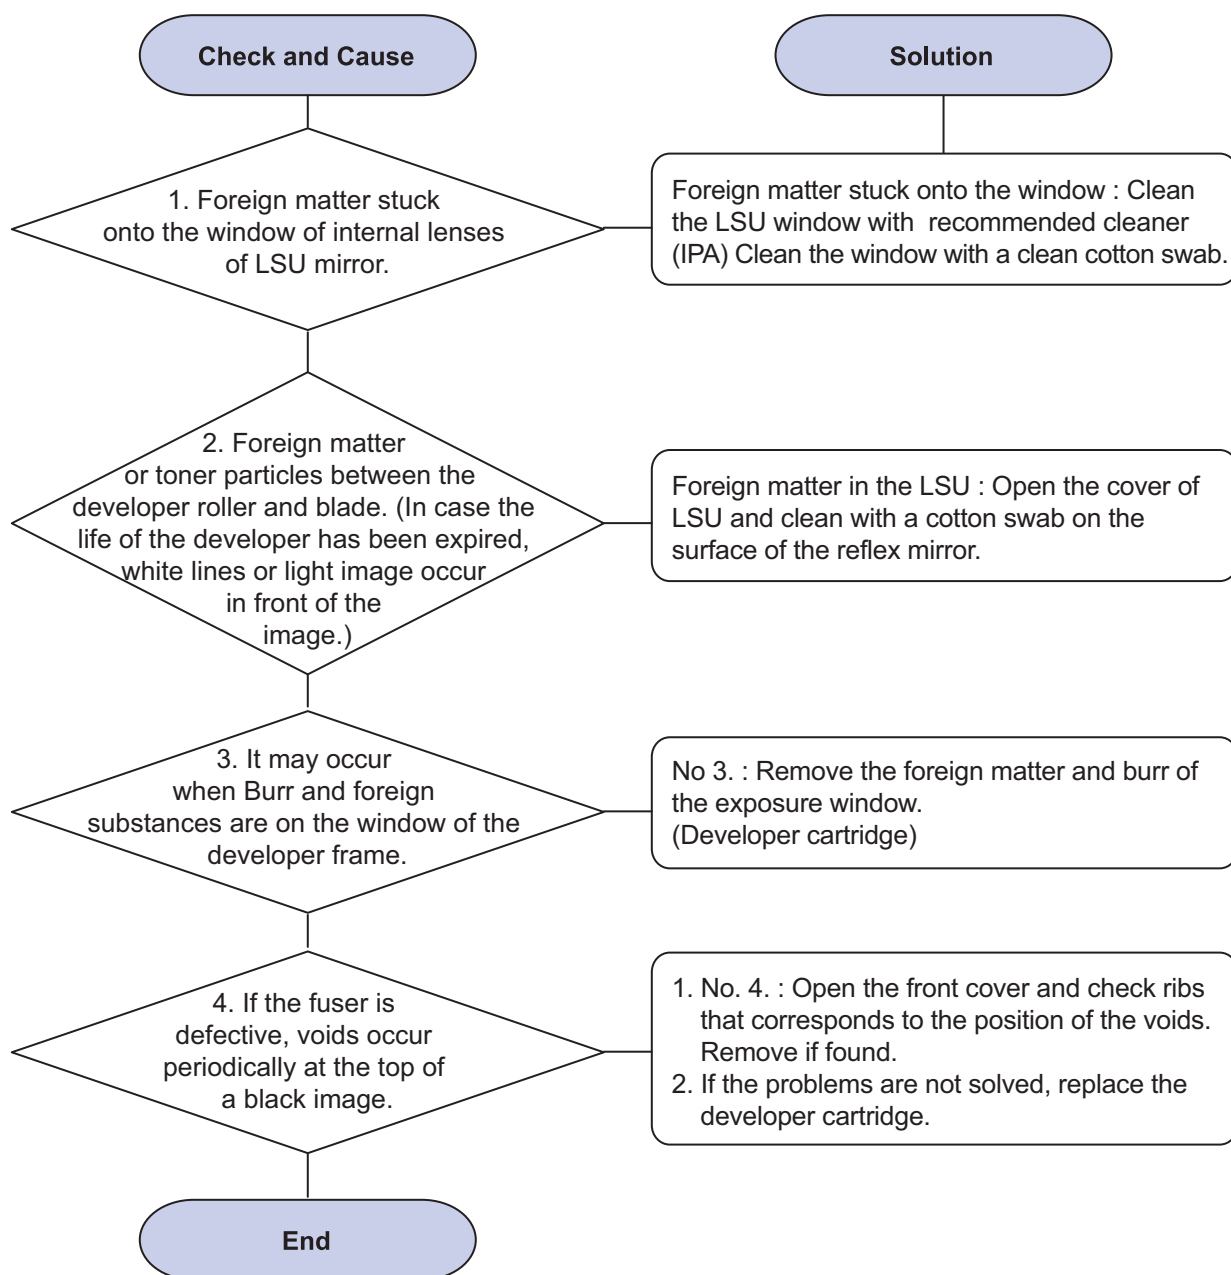 Check and Cause
Solution
1. Foreign matter stuck
onto the window of internal lenses
of LSU mirror.
Foreign matter stuck onto the window : Clean
the LSU window with recommended cleaner
(IPA) Clean the window with a clean cotton swab.
2. Foreign matter
or toner particles between the
developer roller and blade. (In case the
life of the developer has been expired,
white lines or light image occur
in front of the
image.)
Foreign matter in the LSU : Open the cover of
LSU and clean with a cotton swab on the
surface of the reflex mirror.
3. It may occur
when Burr and foreign
substances are on the window of the
developer frame.
No 3. : Remove the foreign matter and burr of
the exposure window.
(Developer cartridge)
4. If the fuser is
defective, voids occur
periodically at the top of
a black image.
1. No. 4. : Open the front cover and check ribs
that corresponds to the position of the voids.
Remove if found.
2. If the problems are not solved, replace the
developer cartridge.
End